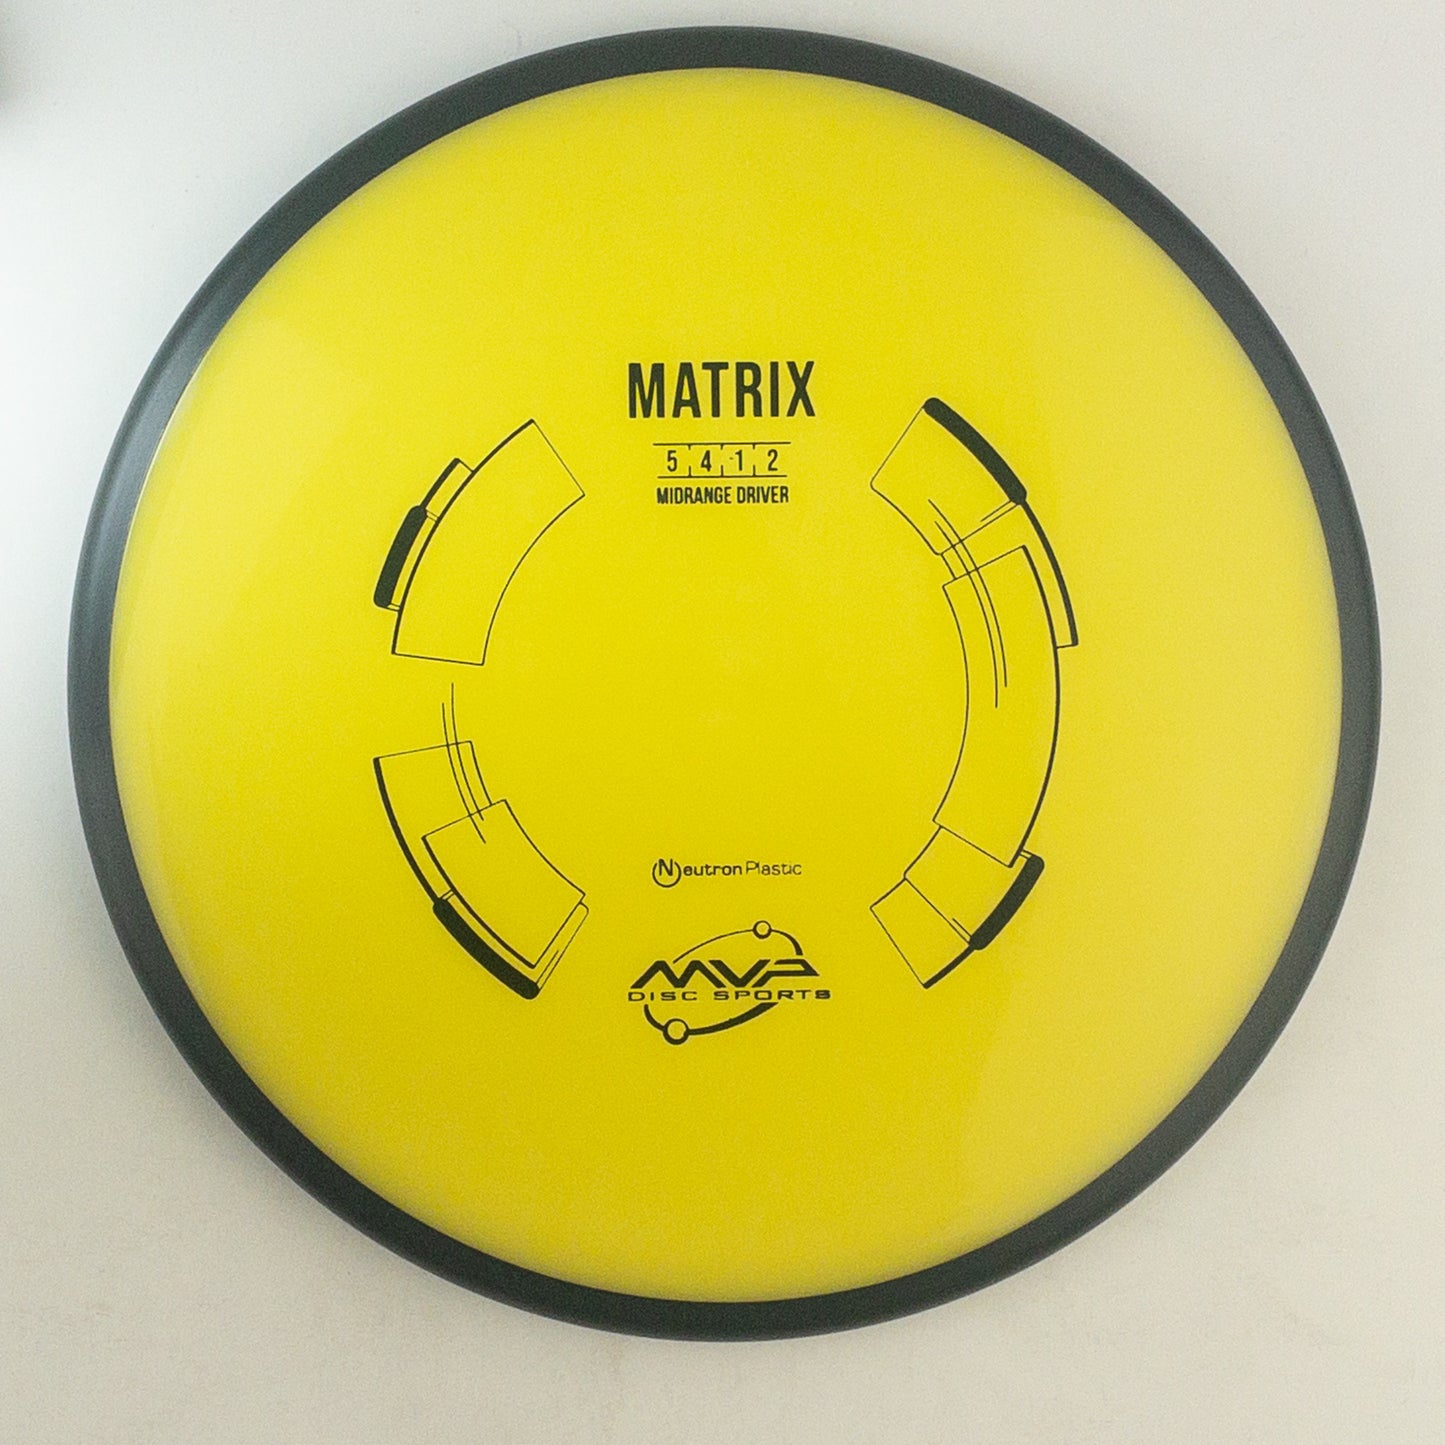 MATRIX
5 4 -1 2
MIDRANGE DRIVER
Neutron Plastic
MVP
DISC SPORTS